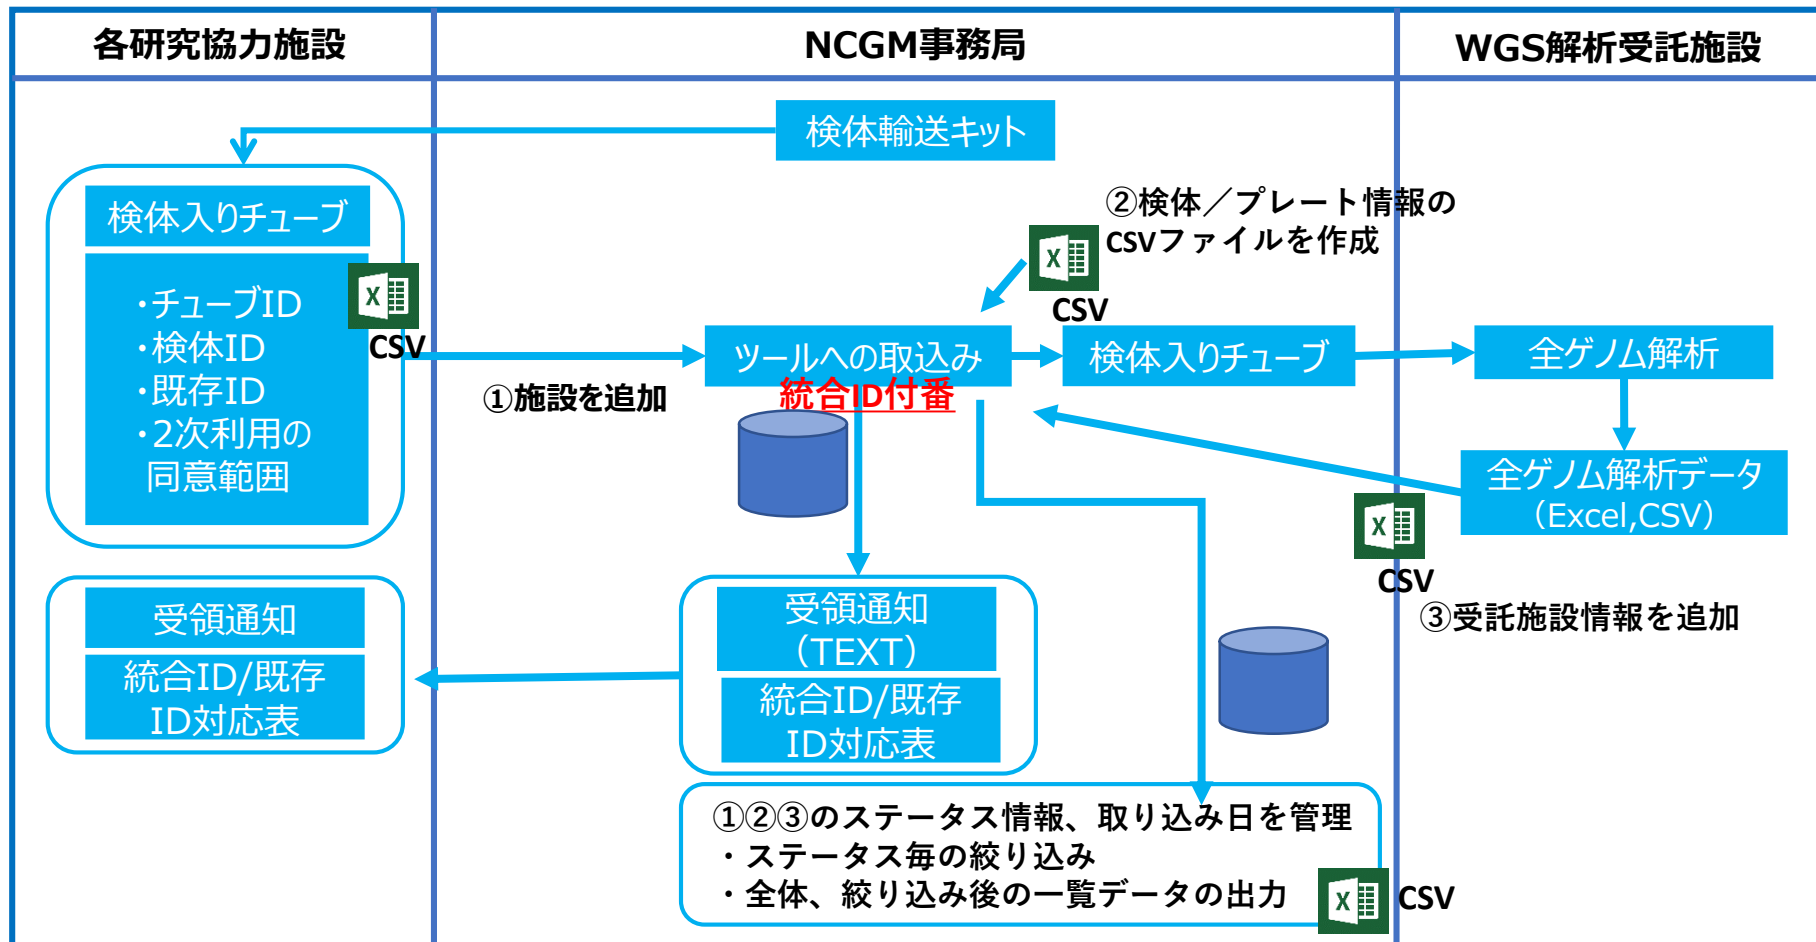 各研究協力施設
NCGM事務局
WGS解析受託施設
検体輸送キット
検体入りチューブ
・チューブID
・検体ID
・既存ID
・2次利用の
同意範囲
CSV
①施設を追加
②検体／プレート情報の
CSVファイルを作成
CSV
ツールへの取込み
統合ID付番
検体入りチューブ
全ゲノム解析
全ゲノム解析データ
（Excel,CSV）
CSV
③受託施設情報を追加
受領通知
（TEXT）
統合ID/既存
ID対応表
受領通知
統合ID/既存
ID対応表
①②③のステータス情報、取り込み日を管理
・ステータス毎の絞り込み
・全体、絞り込み後の一覧データの出力
CSV